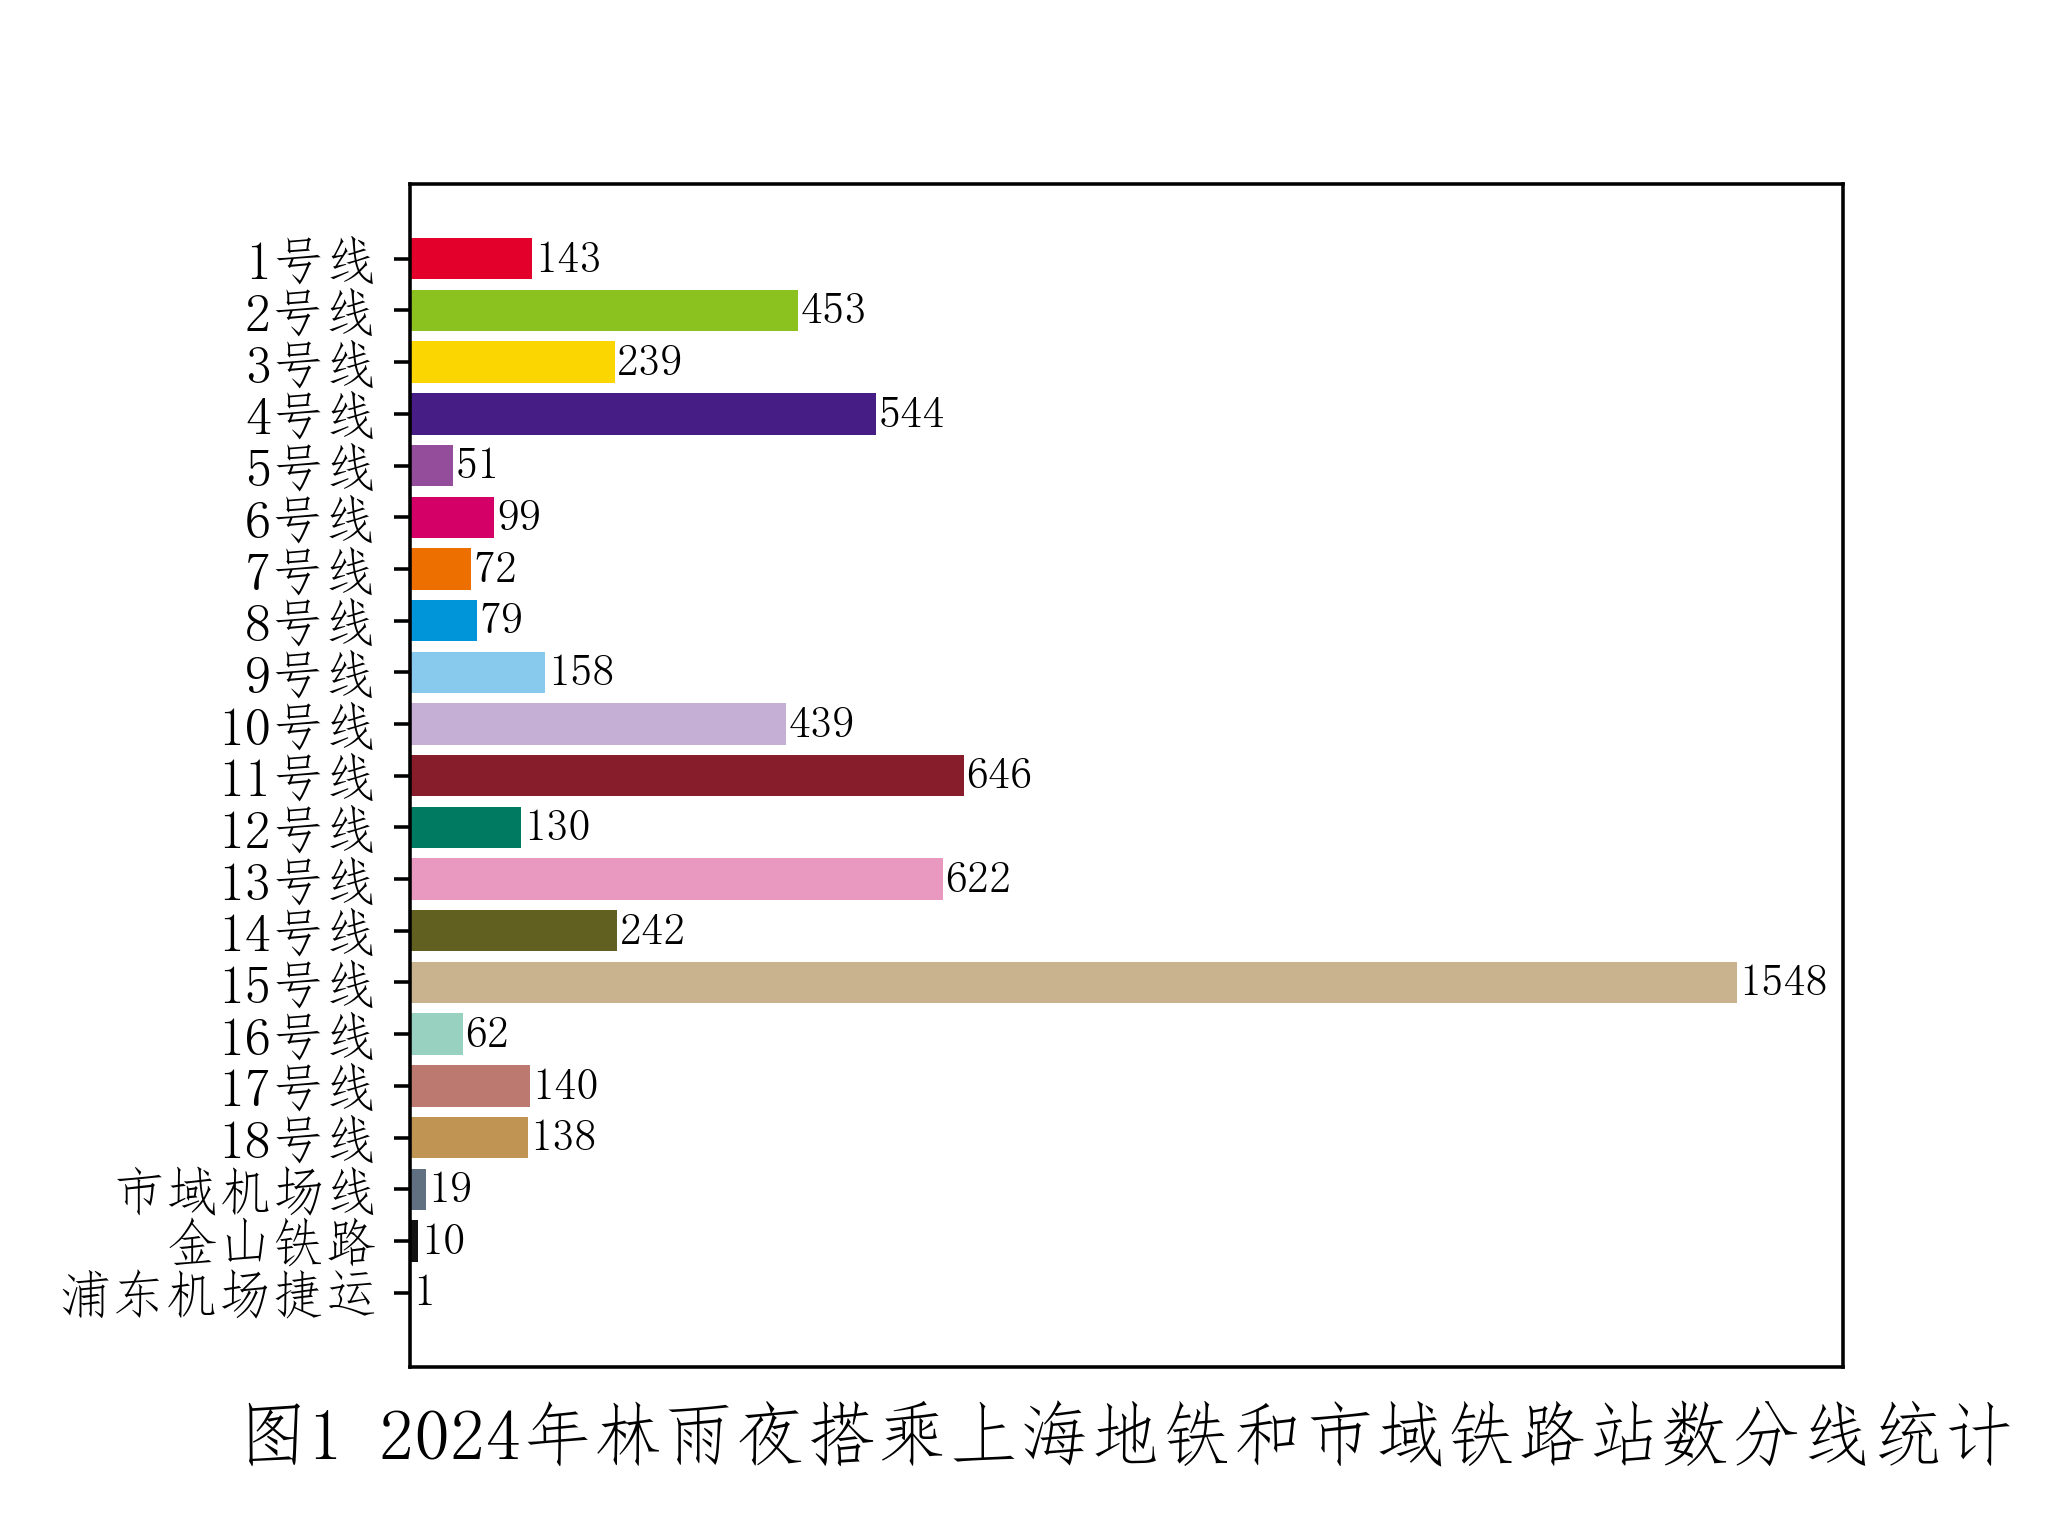 1号线 143
2号线 453
3号线 239
4号线 544
5号线 51
6号线 99
7号线 72
8号线 79
9号线 158
10号线 439
11号线 646
12号线 130
13号线 622
14号线 242
15号线 1548
16号线 62
17号线 140
18号线 138
市域机场线 19
金山铁路 10
浦东机场捷运 1
图1 2024年林雨夜搭乘上海地铁和市域铁路站数分线统计